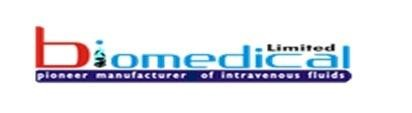 biomedical Limited
pioneer manufacturer of intravenous fluids